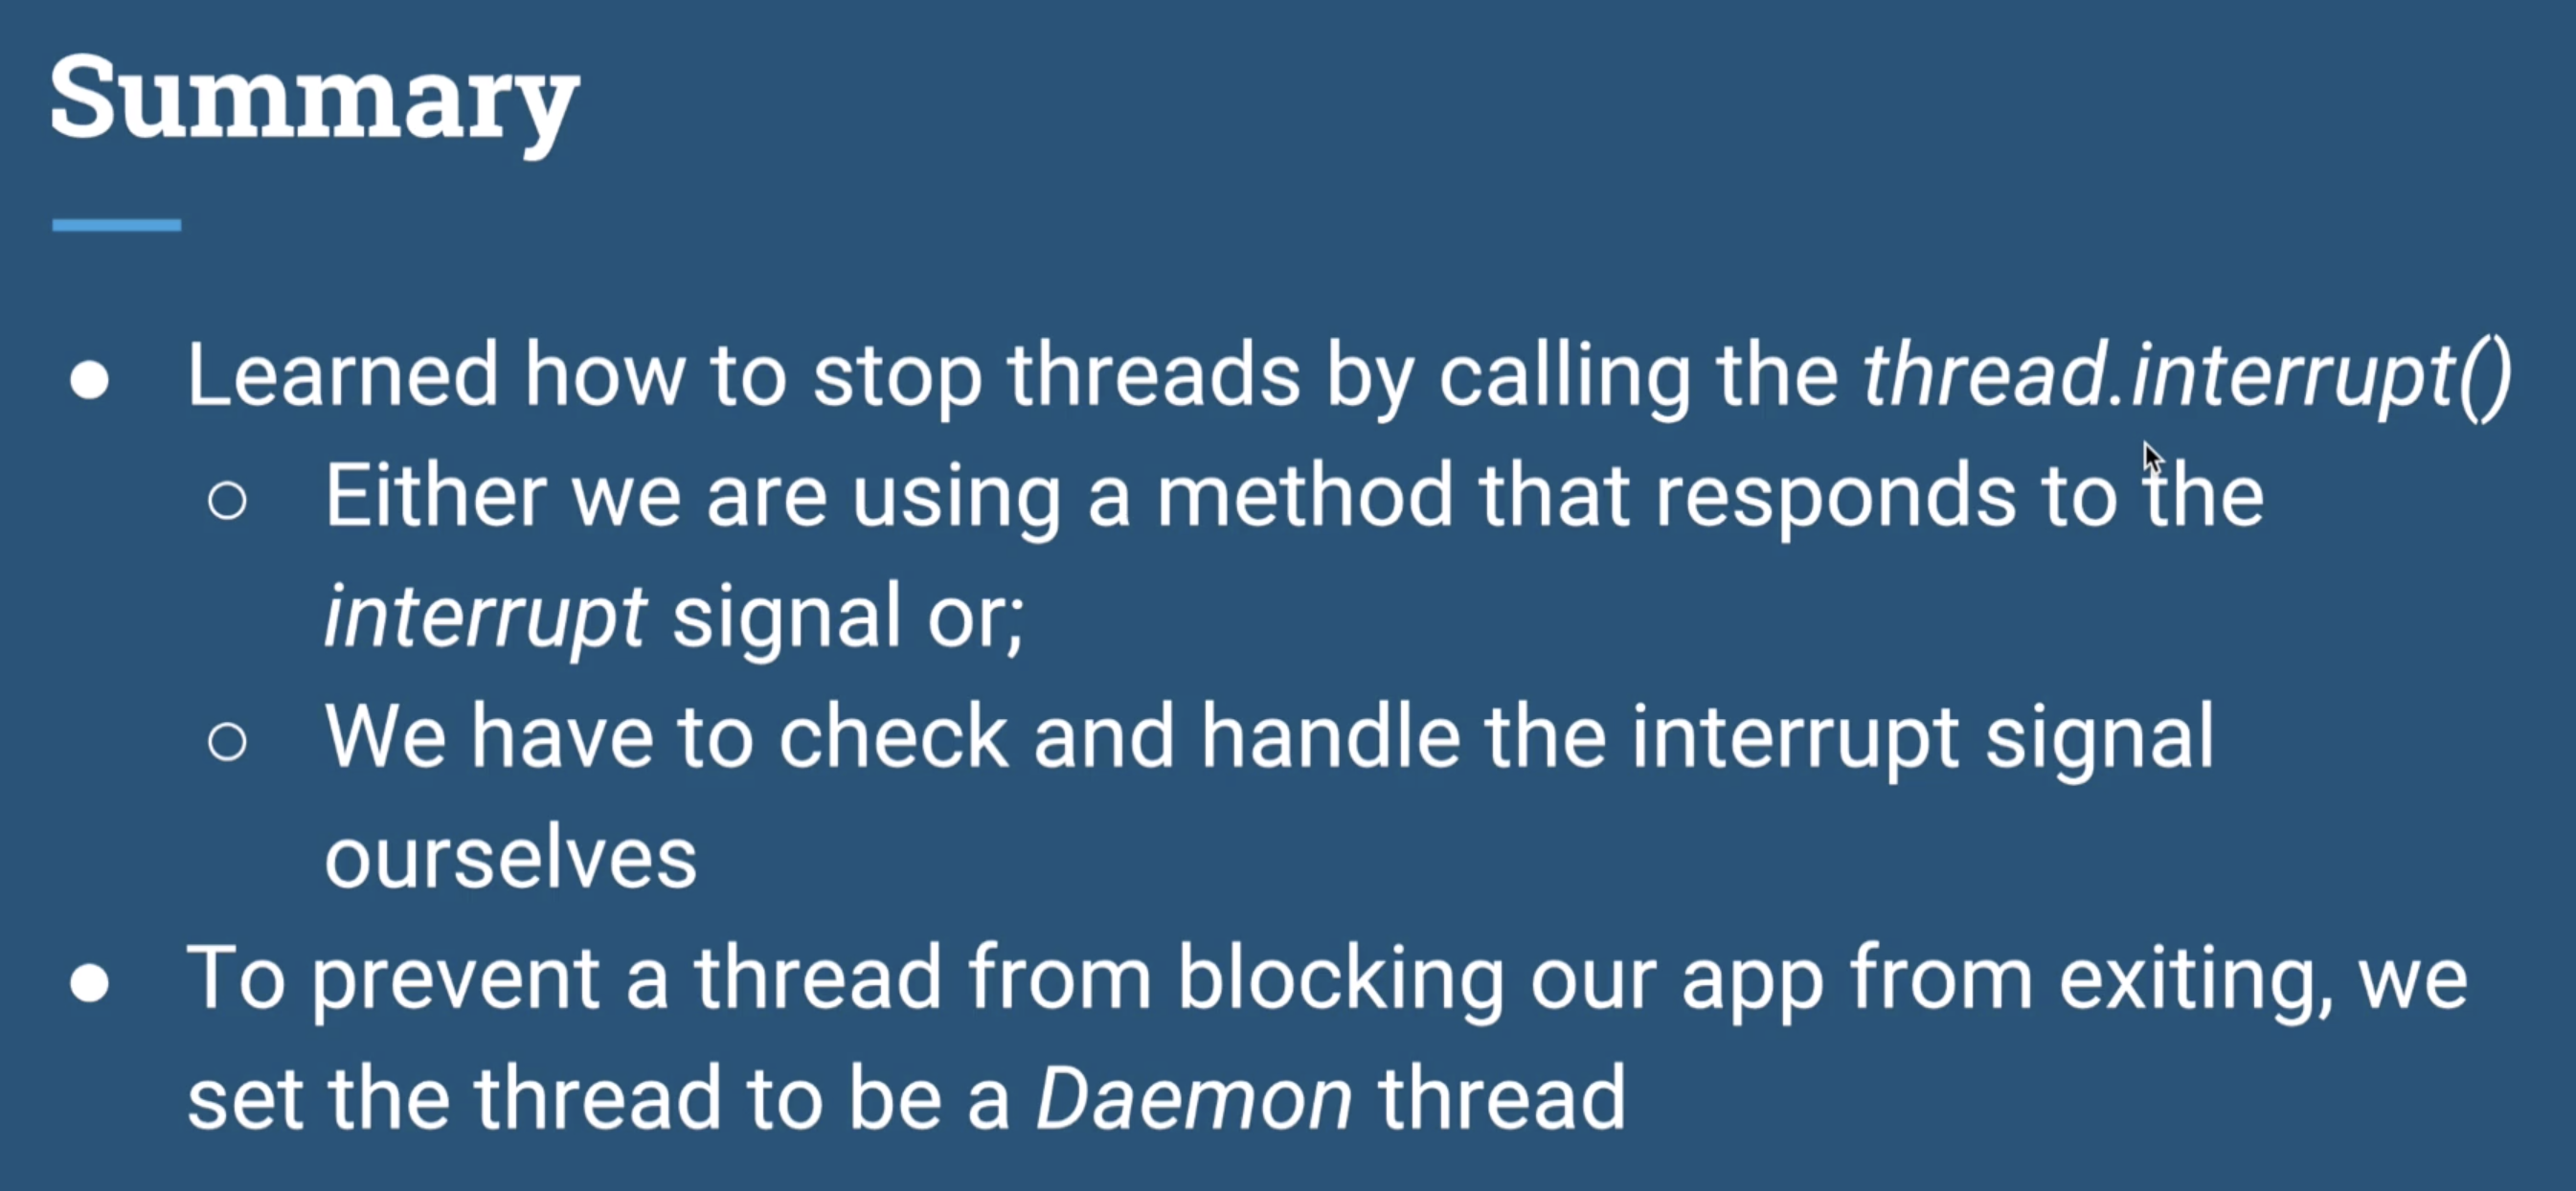 Summary
● Learned how to stop threads by calling the thread.interrupt()
○ Either we are using a method that responds to the
interrupt signal or;
○ We have to check and handle the interrupt signal
ourselves
● To prevent a thread from blocking our app from exiting, we
set the thread to be a Daemon thread